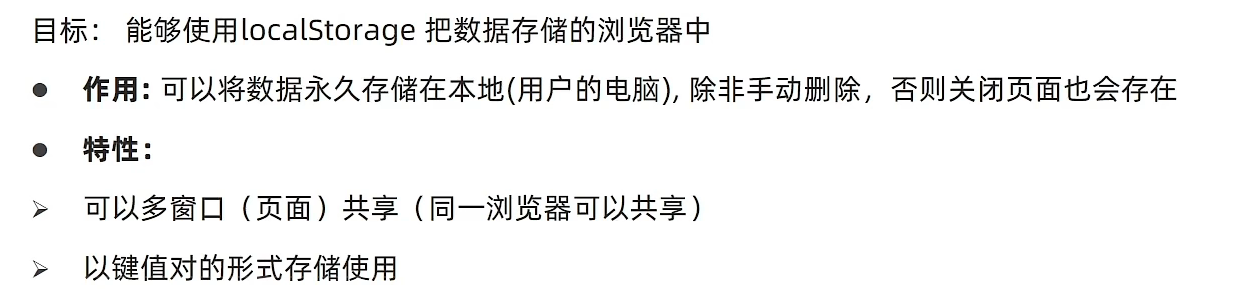 目标： 能够使用localStorage 把数据存储的浏览器中
● 作用: 可以将数据永久存储在本地(用户的电脑), 除非手动删除，否则关闭页面也会存在
● 特性：
➢ 可以多窗口（页面）共享（同一浏览器可以共享）
➢ 以键值对的形式存储使用